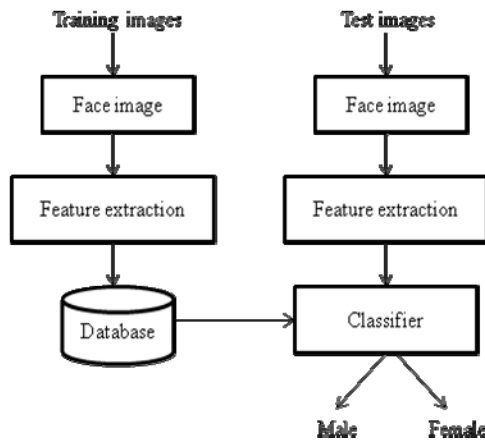 Training images
Test images
Face image
Face image
Feature extraction
Feature extraction
Database
Classifier
Male
Female